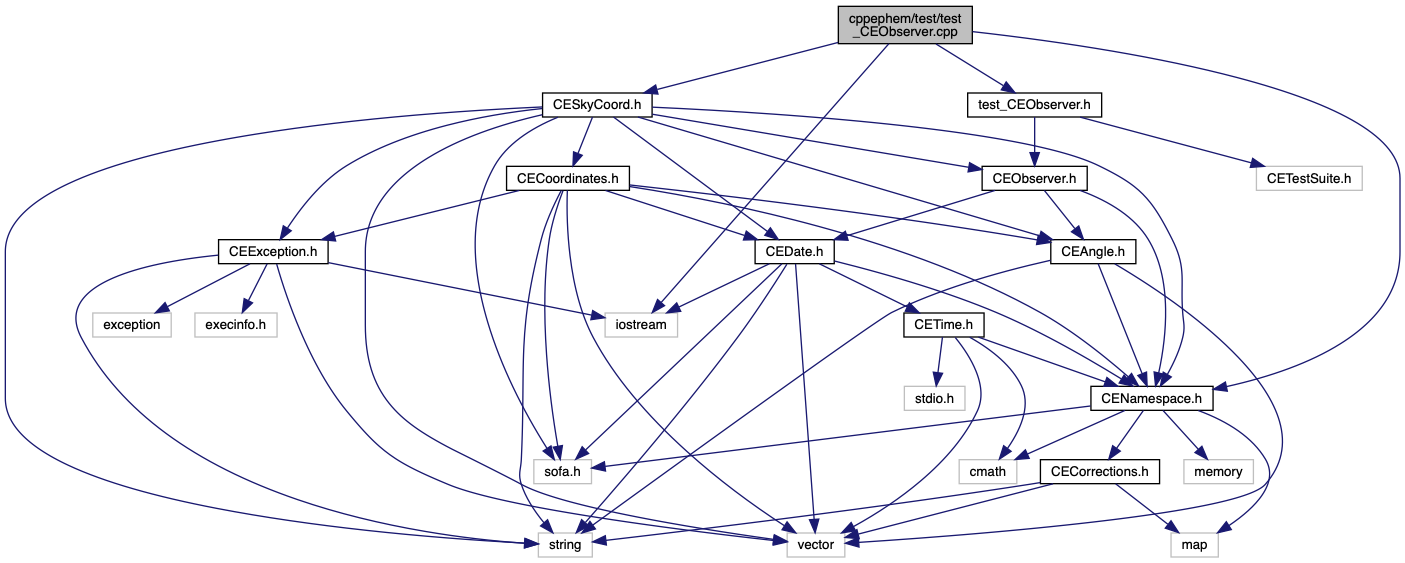 cppephem/test/test
_CEObserver.cpp
CESkyCoord.h
test_CEObserver.h
CECoordinates.h
CEObserver.h
CETestSuite.h
CEException.h
CEDate.h
CEAngle.h
exception
execinfo.h
iostream
CETime.h
stdio.h
CENamespace.h
sofa.h
cmath
CECorrections.h
memory
string
vector
map